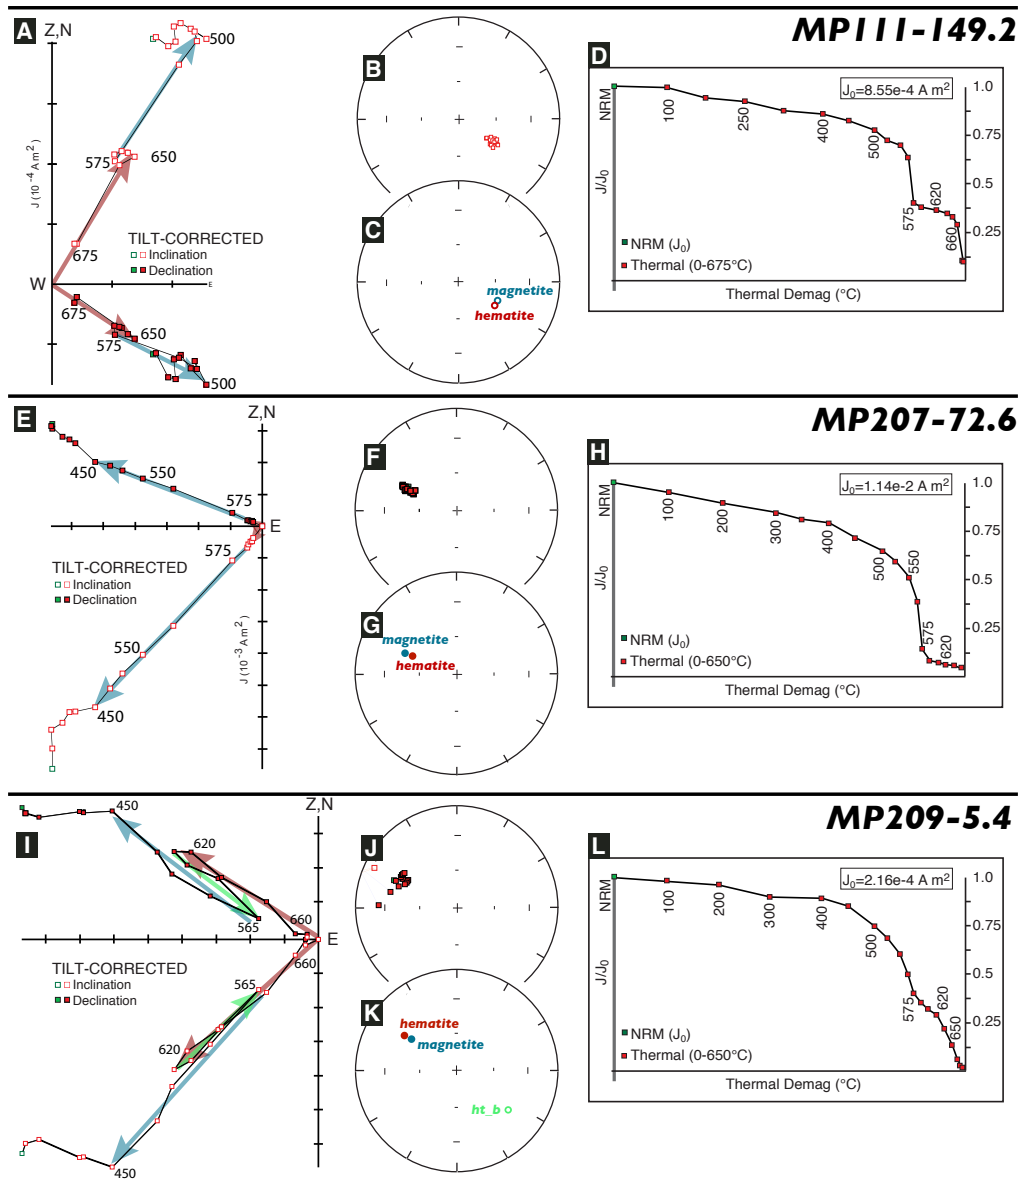 MP111-149.2
A
Z,N
500
575
650
J (10⁻⁴ A m²)
675
TILT-CORRECTED
Inclination
Declination
W
E
675
650
575
500
B
C
magnetite
hematite
D
NRM
100
250
400
500
575
620
660
J₀=8.55e-4 A m²
1.0
0.75
0.5
0.25
J/J₀
NRM (J₀)
Thermal (0-675°C)
Thermal Demag (°C)
MP207-72.6
E
Z,N
450
550
575
E
575
TILT-CORRECTED
Inclination
Declination
J (10⁻³ A m²)
550
450
F
G
magnetite
hematite
H
NRM
100
200
300
400
500
550
575
620
J₀=1.14e-2 A m²
1.0
0.75
0.5
0.25
J/J₀
NRM (J₀)
Thermal (0-650°C)
Thermal Demag (°C)
MP209-5.4
I
Z,N
450
620
660
565
E
660
TILT-CORRECTED
Inclination
Declination
565
620
450
J
K
hematite
magnetite
ht_b
L
NRM
100
200
300
400
500
575
620
650
J₀=2.16e-4 A m²
1.0
0.75
0.5
0.25
J/J₀
NRM (J₀)
Thermal (0-650°C)
Thermal Demag (°C)